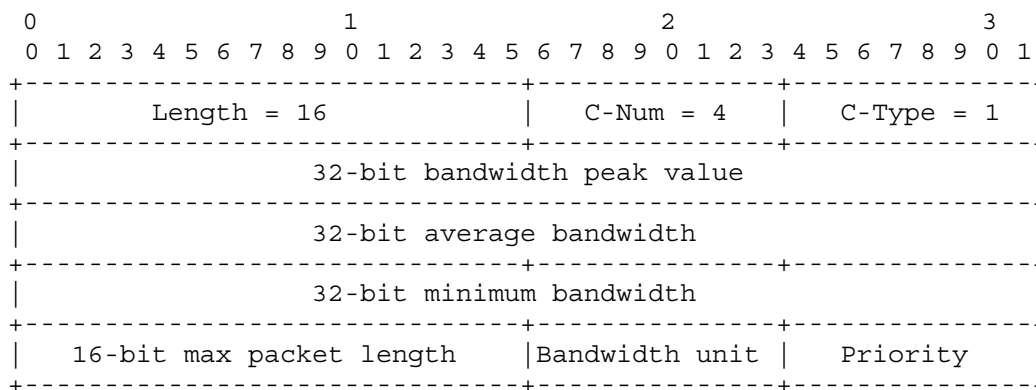 0 1 2 3
0 1 2 3 4 5 6 7 8 9 0 1 2 3 4 5 6 7 8 9 0 1 2 3 4 5 6 7 8 9 0 1
Length = 16 C-Num = 4 C-Type = 1
32-bit bandwidth peak value
32-bit average bandwidth
32-bit minimum bandwidth
16-bit max packet length Bandwidth unit Priority